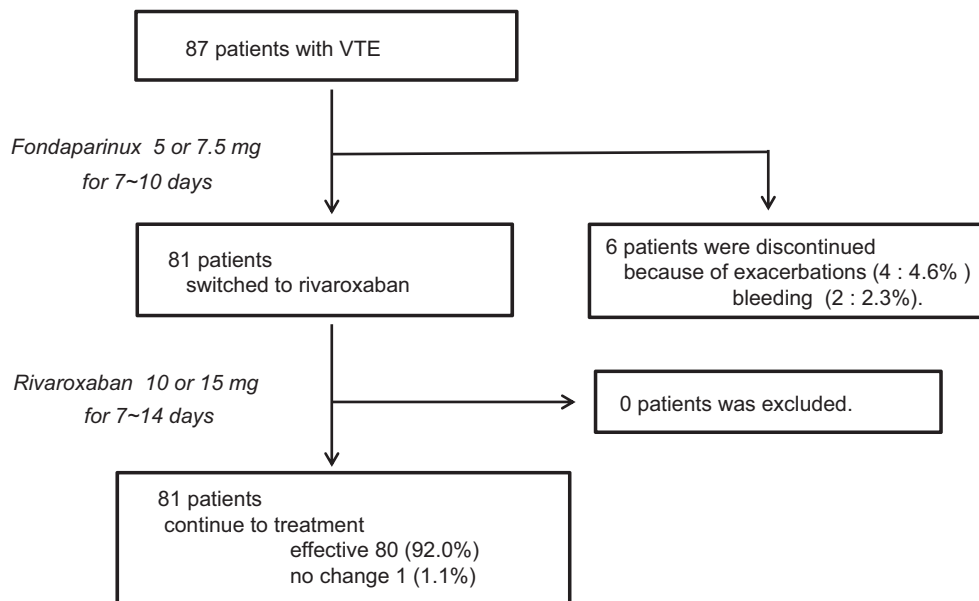 87 patients with VTE
Fondaparinux 5 or 7.5 mg
for 7~10 days
81 patients
switched to rivaroxaban
6 patients were discontinued
because of exacerbations (4 : 4.6% )
bleeding (2 : 2.3%).
Rivaroxaban 10 or 15 mg
for 7~14 days
0 patients was excluded.
81 patients
continue to treatment
effective 80 (92.0%)
no change 1 (1.1%)